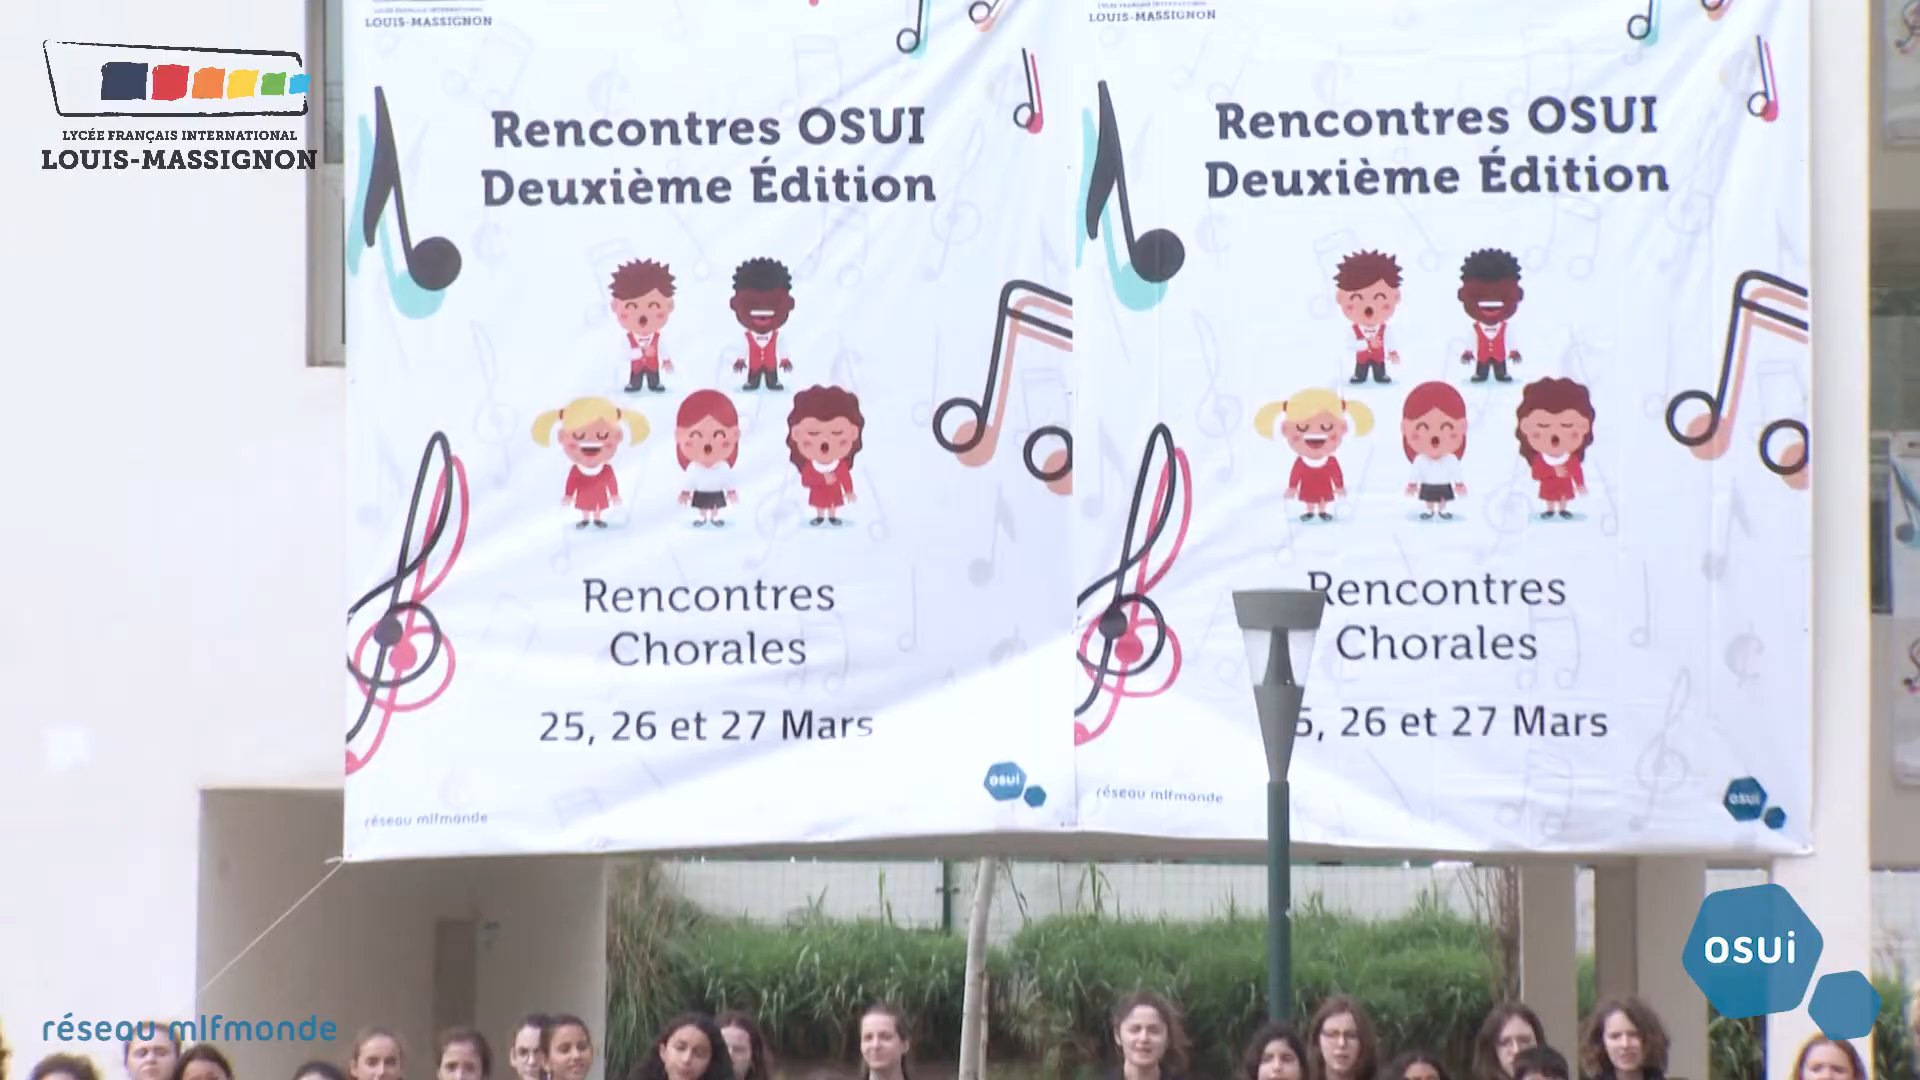 LOUIS-MASSIGNON
LOUIS-MASSIGNON
LYCÉE FRANÇAIS INTERNATIONAL
LOUIS-MASSIGNON
Rencontres OSUI
Deuxième Édition
Rencontres
Chorales
25, 26 et 27 Mars
osui
réseau mlfmonde
Rencontres OSUI
Deuxième Édition
Rencontres
Chorales
5, 26 et 27 Mars
réseau mlfmonde
osui
osui
réseau mlfmonde